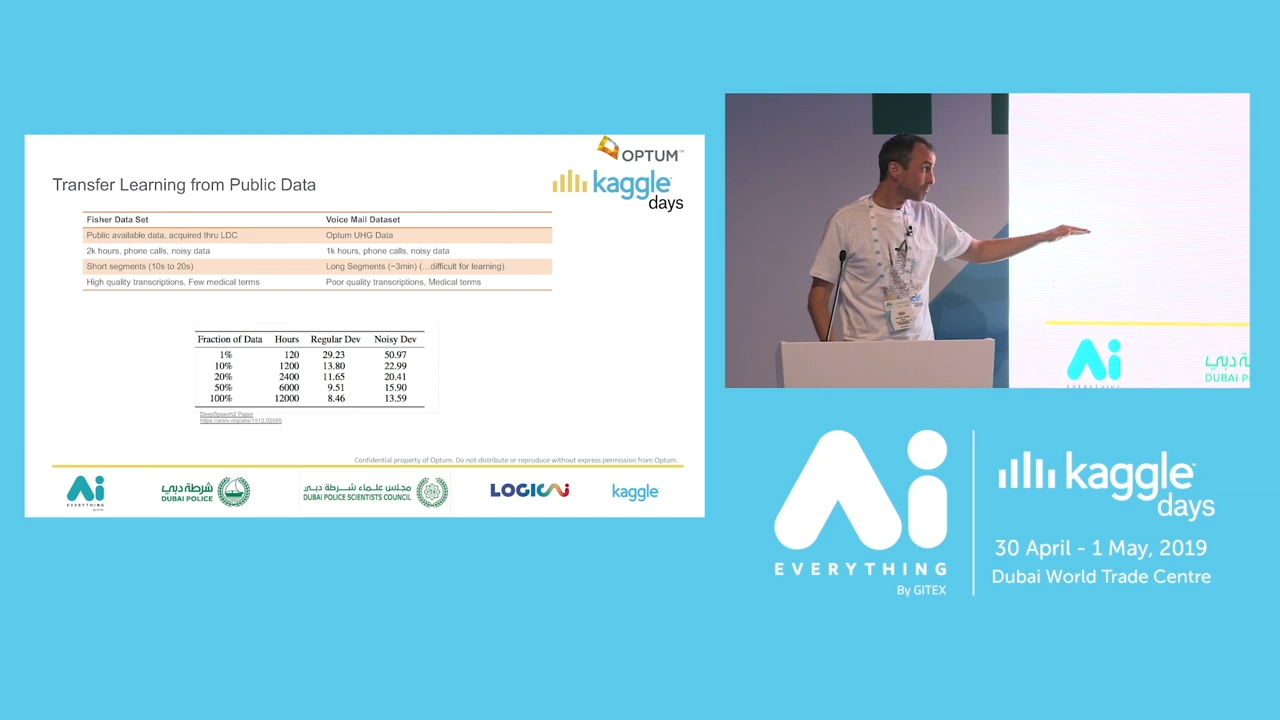 OPTUM™
kaggle
days
Transfer Learning from Public Data
Fisher Data Set Voice Mail Dataset
Public available data, acquired thru LDC Optum UHG Data
2k hours, phone calls, noisy data 1k hours, phone calls, noisy data
Short segments (10s to 20s) Long Segments (~3min) (…difficult for learning)
High quality transcriptions, Few medical terms Poor quality transcriptions, Medical terms
Fraction of Data Hours Regular Dev Noisy Dev
1% 120 29.23 50.97
10% 1200 13.80 22.99
20% 2400 11.65 20.41
50% 6000 9.51 15.90
100% 12000 8.46 13.59
DeepSpeech2 Paper
https://arxiv.org/abs/1512.02595
Confidential property of Optum. Do not distribute or reproduce without express permission from Optum.
Ai
EVERYTHING
By GITEX
شرطة دبي
DUBAI POLICE
مجلس علماء شرطة دبي
DUBAI POLICE SCIENTISTS COUNCIL
LOGICAi
kaggle
Ai
EVERYTHING
DUBAI P
Ai
EVERYTHING
By GITEX
kaggle
days
30 April - 1 May, 2019
Dubai World Trade Centre